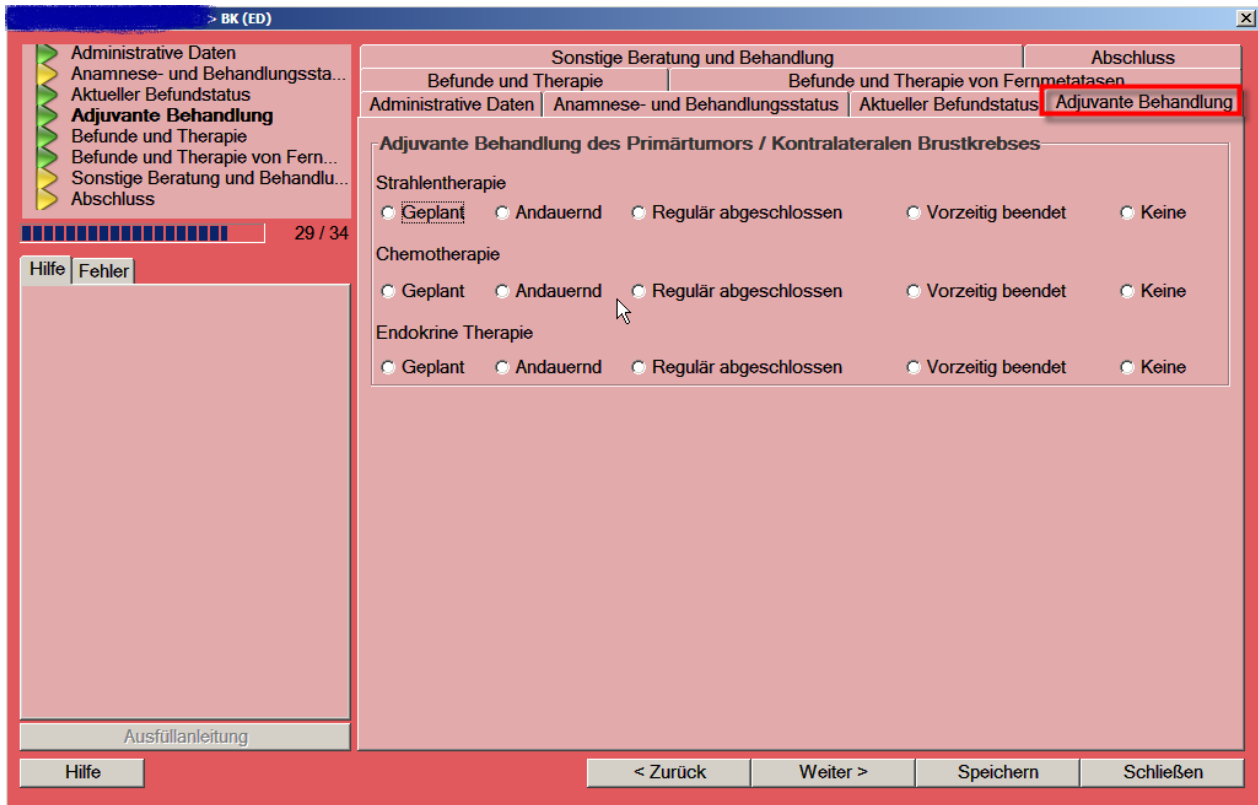 > BK (ED)
Administrative Daten
Anamnese- und Behandlungssta...
Aktueller Befundstatus
Adjuvante Behandlung
Befunde und Therapie
Befunde und Therapie von Fern...
Sonstige Beratung und Behandlu...
Abschluss
29 / 34
Hilfe Fehler
Ausfüllanleitung
Sonstige Beratung und Behandlung Abschluss
Befunde und Therapie Befunde und Therapie von Fernmetatasen
Administrative Daten Anamnese- und Behandlungsstatus Aktueller Befundstatus Adjuvante Behandlung
Adjuvante Behandlung des Primärtumors / Kontralateralen Brustkrebses
Strahlentherapie
Geplant Andauernd Regulär abgeschlossen Vorzeitig beendet Keine
Chemotherapie
Geplant Andauernd Regulär abgeschlossen Vorzeitig beendet Keine
Endokrine Therapie
Geplant Andauernd Regulär abgeschlossen Vorzeitig beendet Keine
Hilfe < Zurück Weiter > Speichern Schließen